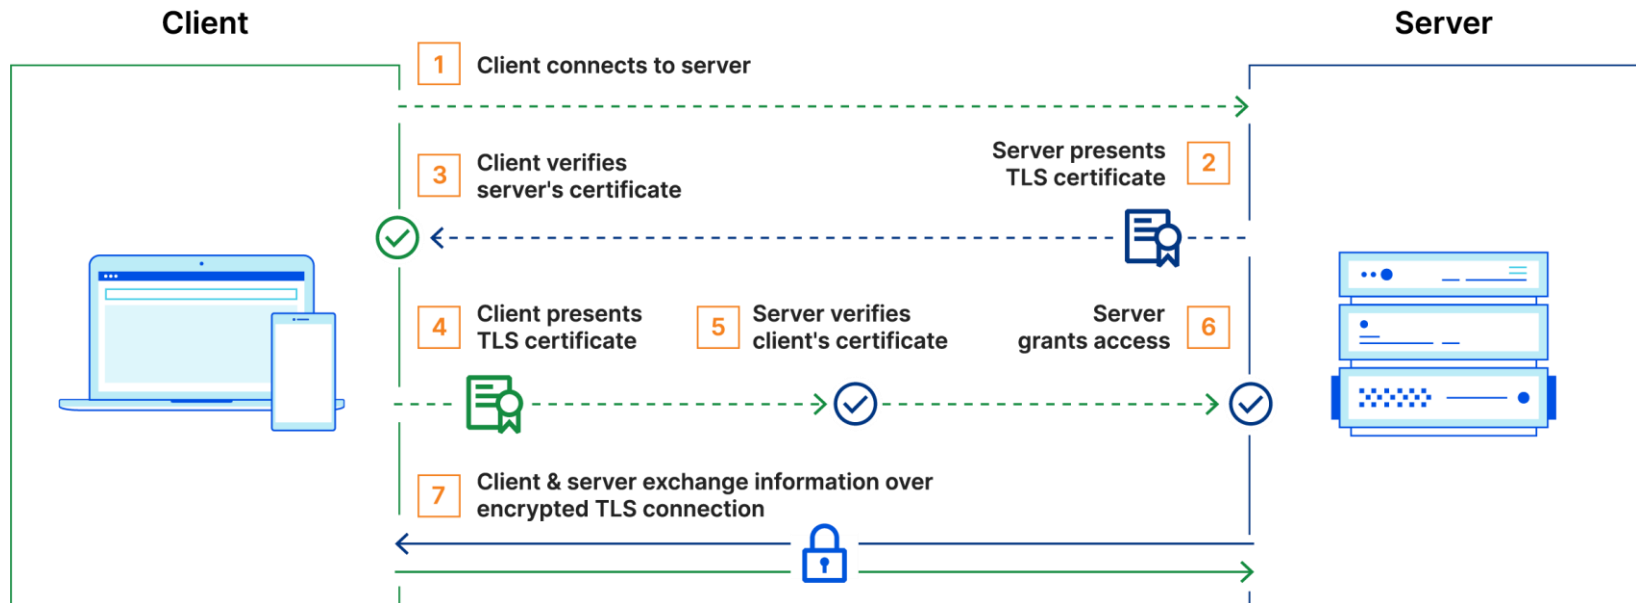 Client
Server
1
Client connects to server
Server presents
TLS certificate
2
3
Client verifies
server's certificate
4
Client presents
TLS certificate
5
Server verifies
client's certificate
Server
grants access
6
7
Client & server exchange information over
encrypted TLS connection